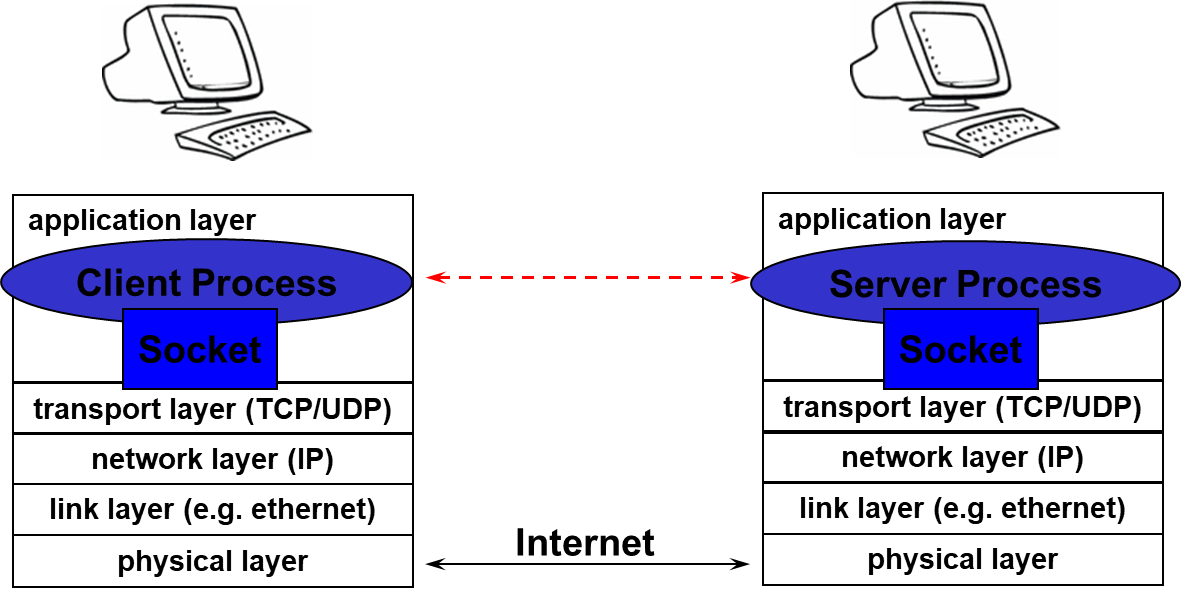 application layer
Client Process
Socket
transport layer (TCP/UDP)
network layer (IP)
link layer (e.g. ethernet)
physical layer
Internet
application layer
Server Process
Socket
transport layer (TCP/UDP)
network layer (IP)
link layer (e.g. ethernet)
physical layer